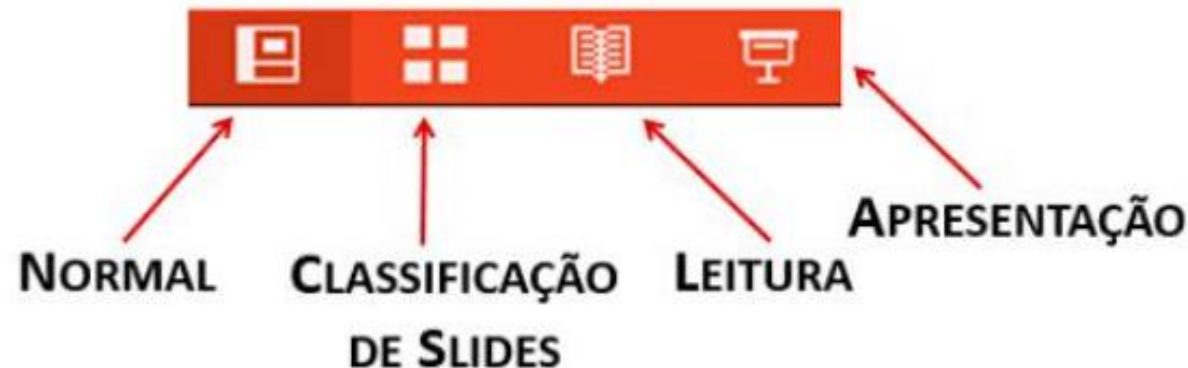 NORMAL
CLASSIFICAÇÃO
DE SLIDES
LEITURA
APRESENTAÇÃO